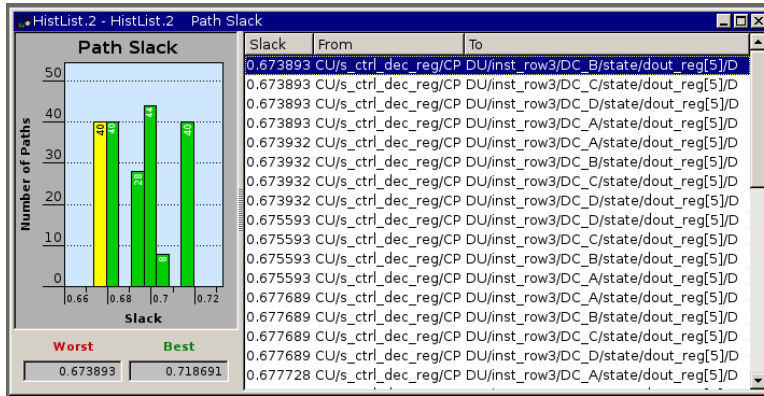 HistList.2 - HistList.2 Path Slack
Path Slack
50
40
30
20
10
0
Number of Paths
40
40
28
44
8
40
0.66 0.68 0.7 0.72
Slack
Worst Best
0.673893 0.718691
Slack From To
0.673893 CU/s_ctrl_dec_reg/CP DU/inst_row3/DC_B/state/dout_reg[5]/D
0.673893 CU/s_ctrl_dec_reg/CP DU/inst_row3/DC_C/state/dout_reg[5]/D
0.673893 CU/s_ctrl_dec_reg/CP DU/inst_row3/DC_D/state/dout_reg[5]/D
0.673893 CU/s_ctrl_dec_reg/CP DU/inst_row3/DC_A/state/dout_reg[5]/D
0.673932 CU/s_ctrl_dec_reg/CP DU/inst_row3/DC_A/state/dout_reg[5]/D
0.673932 CU/s_ctrl_dec_reg/CP DU/inst_row3/DC_B/state/dout_reg[5]/D
0.673932 CU/s_ctrl_dec_reg/CP DU/inst_row3/DC_C/state/dout_reg[5]/D
0.673932 CU/s_ctrl_dec_reg/CP DU/inst_row3/DC_D/state/dout_reg[5]/D
0.675593 CU/s_ctrl_dec_reg/CP DU/inst_row3/DC_D/state/dout_reg[5]/D
0.675593 CU/s_ctrl_dec_reg/CP DU/inst_row3/DC_C/state/dout_reg[5]/D
0.675593 CU/s_ctrl_dec_reg/CP DU/inst_row3/DC_B/state/dout_reg[5]/D
0.675593 CU/s_ctrl_dec_reg/CP DU/inst_row3/DC_A/state/dout_reg[5]/D
0.677689 CU/s_ctrl_dec_reg/CP DU/inst_row3/DC_A/state/dout_reg[5]/D
0.677689 CU/s_ctrl_dec_reg/CP DU/inst_row3/DC_B/state/dout_reg[5]/D
0.677689 CU/s_ctrl_dec_reg/CP DU/inst_row3/DC_C/state/dout_reg[5]/D
0.677689 CU/s_ctrl_dec_reg/CP DU/inst_row3/DC_D/state/dout_reg[5]/D
0.677728 CU/s_ctrl_dec_reg/CP DU/inst_row3/DC_A/state/dout_reg[5]/D